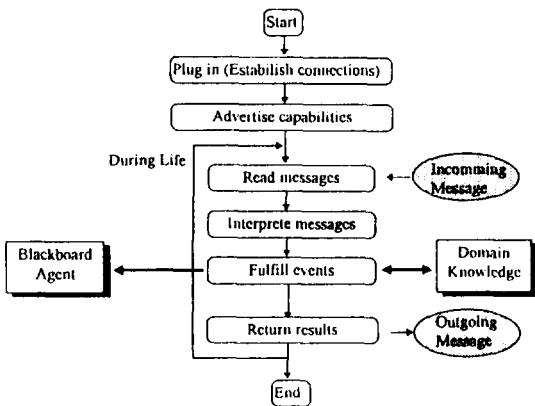 Start
Plug in (Estabilish connections)
Advertise capabilities
During Life
Read messages
Incomming
Message
Interprete messages
Blackboard
Agent
Fulfill events
Domain
Knowledge
Return results
Outgoing
Message
End